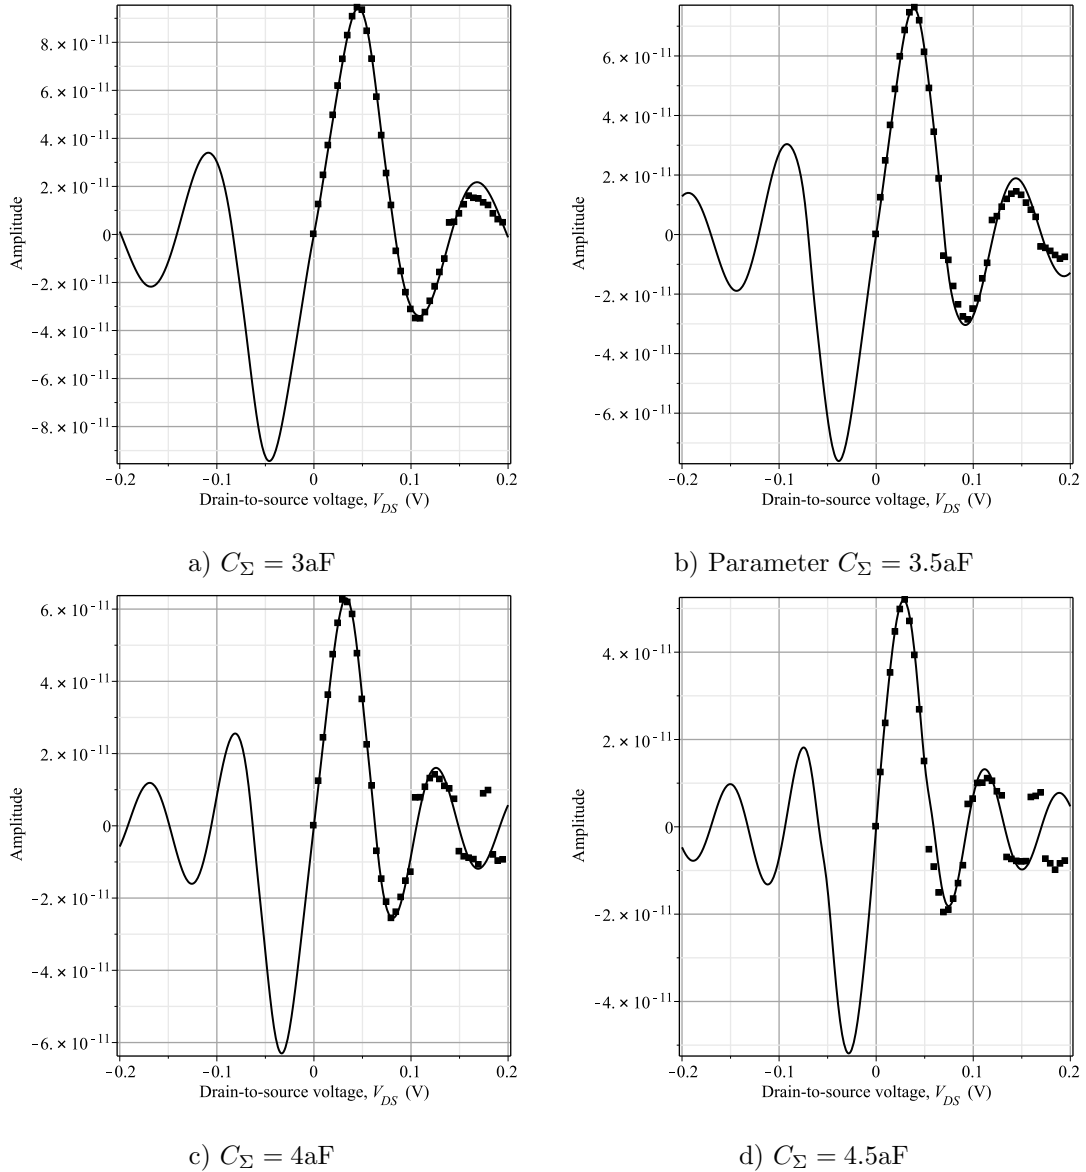 8. × 10⁻¹¹
6. × 10⁻¹¹
4. × 10⁻¹¹
2. × 10⁻¹¹
0
−2. × 10⁻¹¹
−4. × 10⁻¹¹
−6. × 10⁻¹¹
−8. × 10⁻¹¹
Amplitude
−0.2 −0.1 0 0.1 0.2
Drain-to-source voltage, V_DS (V)
a) C_Σ = 3aF
6. × 10⁻¹¹
4. × 10⁻¹¹
2. × 10⁻¹¹
0
−2. × 10⁻¹¹
−4. × 10⁻¹¹
−6. × 10⁻¹¹
Amplitude
−0.2 −0.1 0 0.1 0.2
Drain-to-source voltage, V_DS (V)
b) Parameter C_Σ = 3.5aF
6. × 10⁻¹¹
4. × 10⁻¹¹
2. × 10⁻¹¹
0
−2. × 10⁻¹¹
−4. × 10⁻¹¹
−6. × 10⁻¹¹
Amplitude
−0.2 −0.1 0 0.1 0.2
Drain-to-source voltage, V_DS (V)
c) C_Σ = 4aF
4. × 10⁻¹¹
2. × 10⁻¹¹
0
−2. × 10⁻¹¹
−4. × 10⁻¹¹
Amplitude
−0.2 −0.1 0 0.1 0.2
Drain-to-source voltage, V_DS (V)
d) C_Σ = 4.5aF